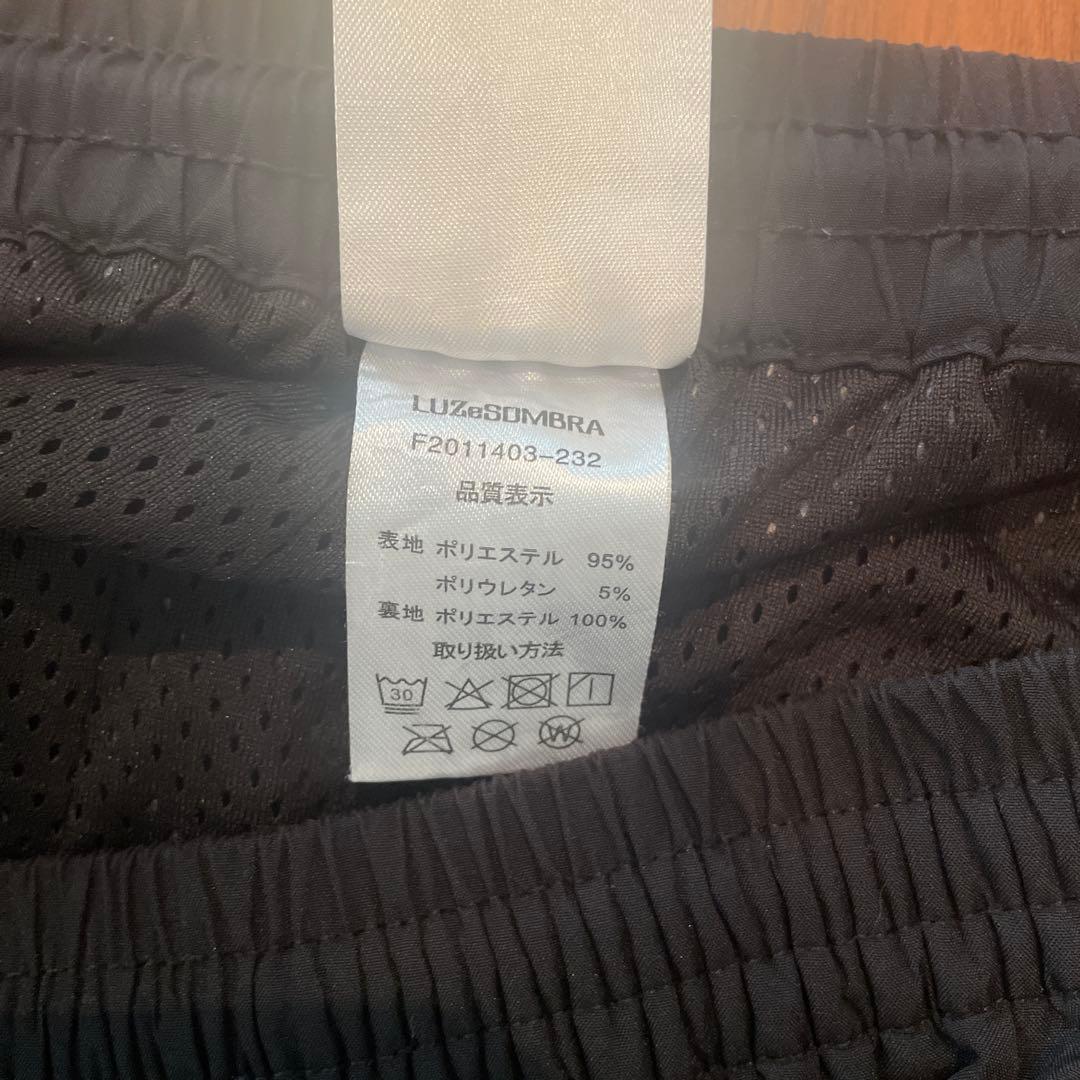 LUZeSOMBRA
F2011403-232
品質表示
表地 ポリエステル 95%
ポリウレタン 5%
裏地 ポリエステル 100%
取り扱い方法
30
W